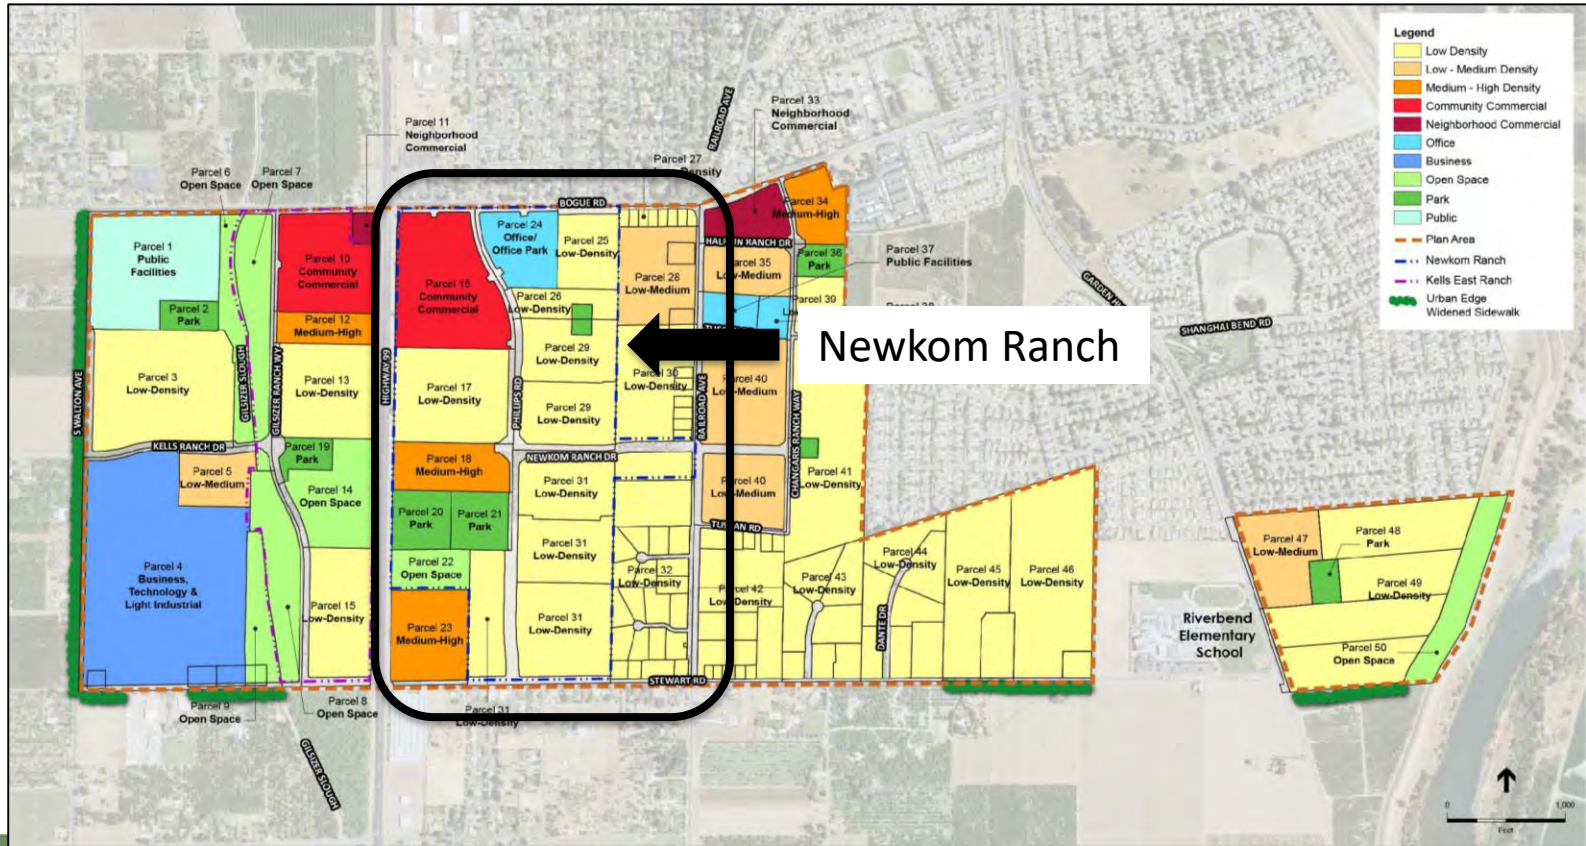 Legend
Low Density
Low - Medium Density
Medium - High Density
Community Commercial
Neighborhood Commercial
Office
Business
Open Space
Park
Public
Plan Area
Newkom Ranch
Kells East Ranch
Urban Edge
Widened Sidewalk
Parcel 33
Neighborhood
Commercial
RAILROAD AVE
Parcel 11
Neighborhood
Commercial
Parcel 27
Density
Parcel 6
Open Space
Parcel 7
Open Space
BOGUE RD
Parcel 34
Medium-High
Parcel 1
Public
Facilities
Parcel 24
Office/
Office Park
Parcel 25
Low-Density
Parcel 10
Community
Commercial
HALPIN RANCH DR
Parcel 37
Public Facilities
Parcel 36
Park
Parcel 35
Low-Medium
Parcel 28
Low-Medium
Parcel 16
Community
Commercial
Parcel 26
Low-Density
Parcel 39
Parcel 2
Park
Parcel 12
Medium-High
GARDEN
SHANGHAI BEND RD
Newkom Ranch
Parcel 29
Low-Density
Parcel 3
Low-Density
Parcel 13
Low-Density
Parcel 17
Low-Density
Parcel 30
Low-Density
Parcel 40
Low-Medium
S WALTON AVE
GILSIZER SLOUGH
GILSIZER RANCH WY
HIGHWAY 99
PHILLIPS RD
RAILROAD AVE
CHANGARIS RANCH WAY
Parcel 29
Low-Density
KELLS RANCH DR
Parcel 19
Park
NEWKOM RANCH DR
Parcel 18
Medium-High
Parcel 5
Low-Medium
Parcel 41
Low-Density
Parcel 14
Open Space
Parcel 31
Low-Density
Parcel 40
Low-Medium
Parcel 20
Park
Parcel 21
Park
Parcel 31
Low-Density
Parcel 22
Open Space
Parcel 32
Low-Density
Parcel 44
Low-Density
Parcel 47
Low-Medium
Parcel 48
Park
Parcel 4
Business,
Technology &
Light Industrial
Parcel 15
Low-Density
Parcel 42
Low-Density
Parcel 43
Low-Density
Parcel 45
Low-Density
Parcel 46
Low-Density
Parcel 49
Low-Density
Parcel 23
Medium-High
Parcel 31
Low-Density
DANTE DR
Riverbend
Elementary
School
Parcel 50
Open Space
STEWART RD
Parcel 9
Open Space
Parcel 8
Open Space
Parcel 31
Low-Density
GILSIZER SLOUGH
0 1,000
Feet